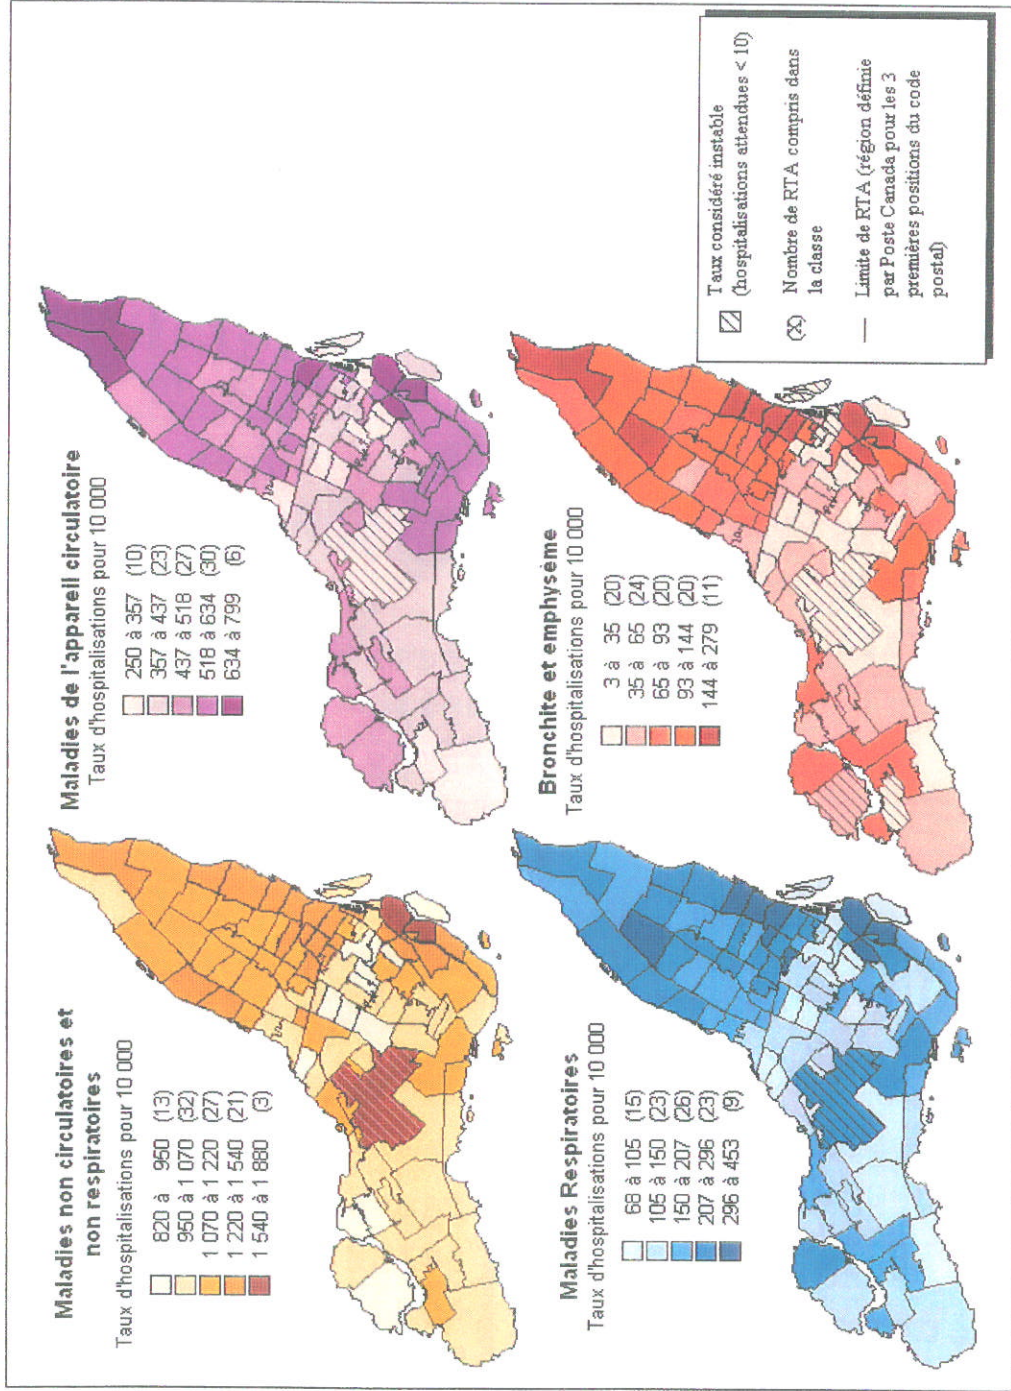 Maladies non circulatoires et
non respiratoires
Taux d'hospitalisations pour 10 000
820 à 950 (13)
950 à 1 070 (32)
1 070 à 1 220 (27)
1 220 à 1 540 (21)
1 540 à 1 880 (3)
Maladies de l'appareil circulatoire
Taux d'hospitalisations pour 10 000
250 à 357 (10)
357 à 437 (23)
437 à 518 (27)
518 à 634 (30)
634 à 799 (6)
Maladies Respiratoires
Taux d'hospitalisations pour 10 000
68 à 105 (15)
105 à 150 (23)
150 à 207 (26)
207 à 296 (23)
296 à 453 (9)
Bronchite et emphysème
Taux d'hospitalisations pour 10 000
3 à 35 (20)
35 à 65 (24)
65 à 93 (20)
93 à 144 (20)
144 à 279 (11)
Taux considéré instable
(hospitalisations attendues < 10)
(X) Nombre de RTA compris dans
la classe
Limite de RTA (région définie
par Poste Canada pour les 3
premières positions du code
postal)